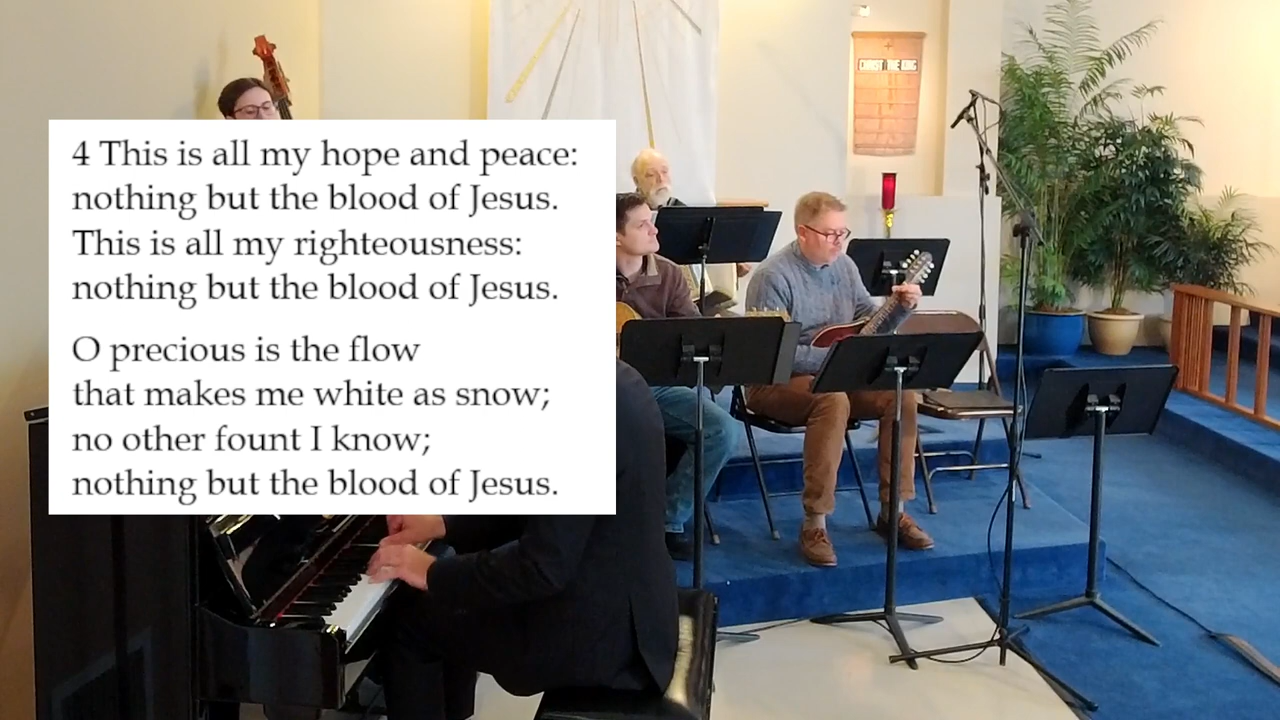 CHRIST THE KING
4 This is all my hope and peace:
nothing but the blood of Jesus.
This is all my righteousness:
nothing but the blood of Jesus.
O precious is the flow
that makes me white as snow;
no other fount I know;
nothing but the blood of Jesus.